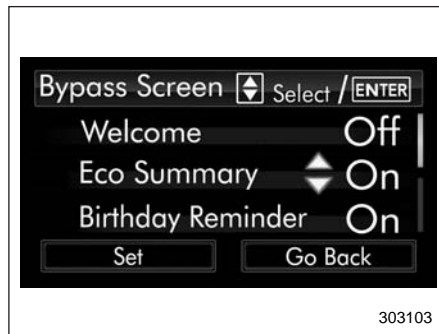 Bypass Screen Select / ENTER
Welcome Off
Eco Summary On
Birthday Reminder On
Set Go Back
303103